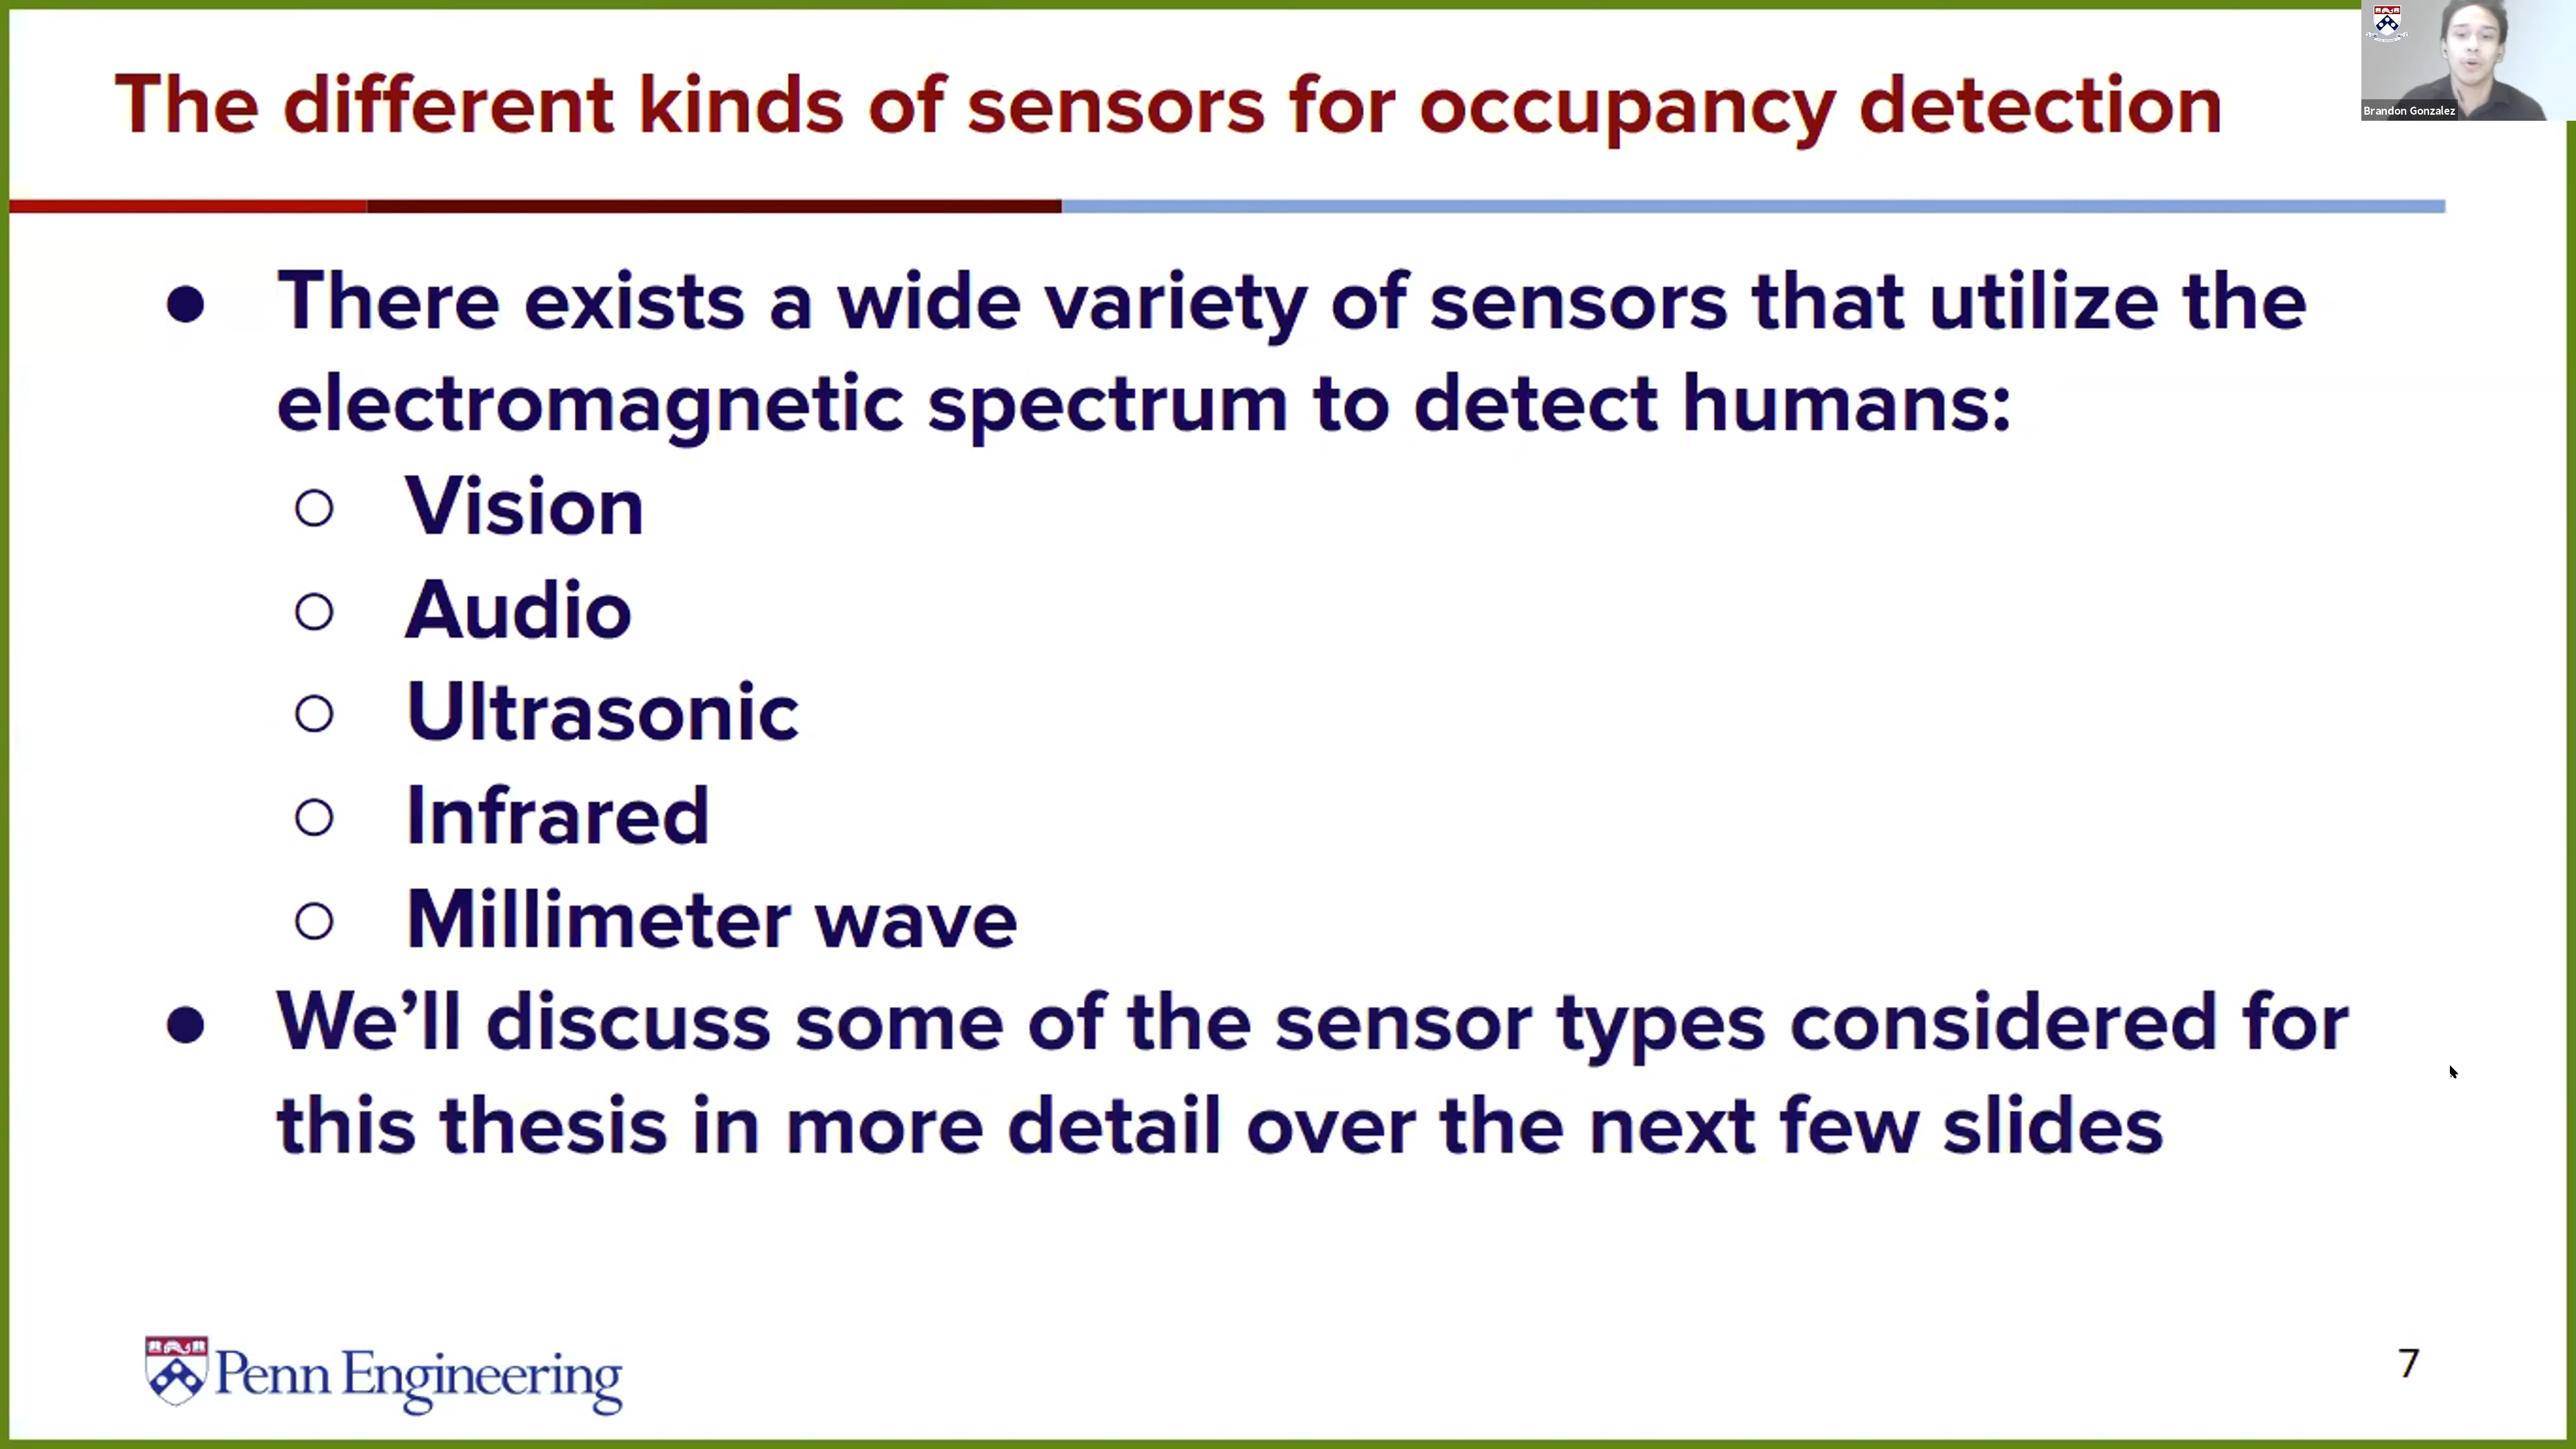 The different kinds of sensors for occupancy detection
Brandon Gonzalez
● There exists a wide variety of sensors that utilize the
electromagnetic spectrum to detect humans:
○ Vision
○ Audio
○ Ultrasonic
○ Infrared
○ Millimeter wave
● We’ll discuss some of the sensor types considered for
this thesis in more detail over the next few slides
Penn Engineering
7